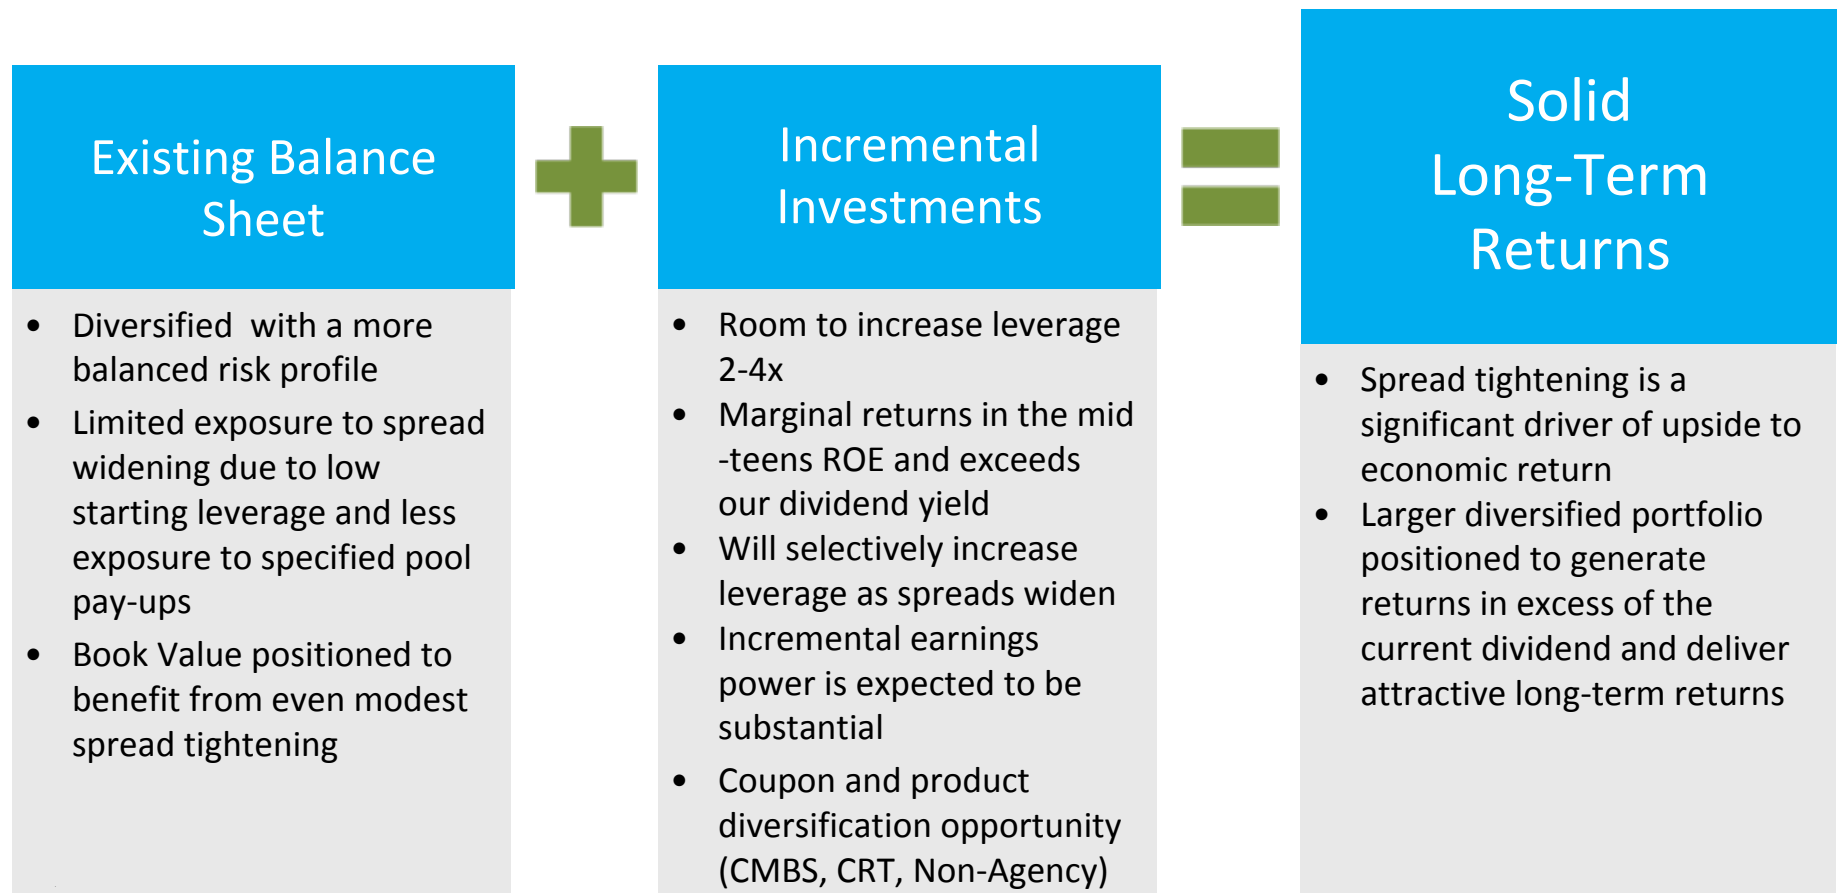 Existing Balance
Sheet
• Diversified  with a more
balanced risk profile
• Limited exposure to spread
widening due to low
starting leverage and less
exposure to specified pool
pay-ups
• Book Value positioned to
benefit from even modest
spread tightening
Incremental
Investments
• Room to increase leverage
2-4x
• Marginal returns in the mid
-teens ROE and exceeds
our dividend yield
• Will selectively increase
leverage as spreads widen
• Incremental earnings
power is expected to be
substantial
• Coupon and product
diversification opportunity
(CMBS, CRT, Non-Agency)
Solid
Long-Term
Returns
• Spread tightening is a
significant driver of upside to
economic return
• Larger diversified portfolio
positioned to generate
returns in excess of the
current dividend and deliver
attractive long-term returns